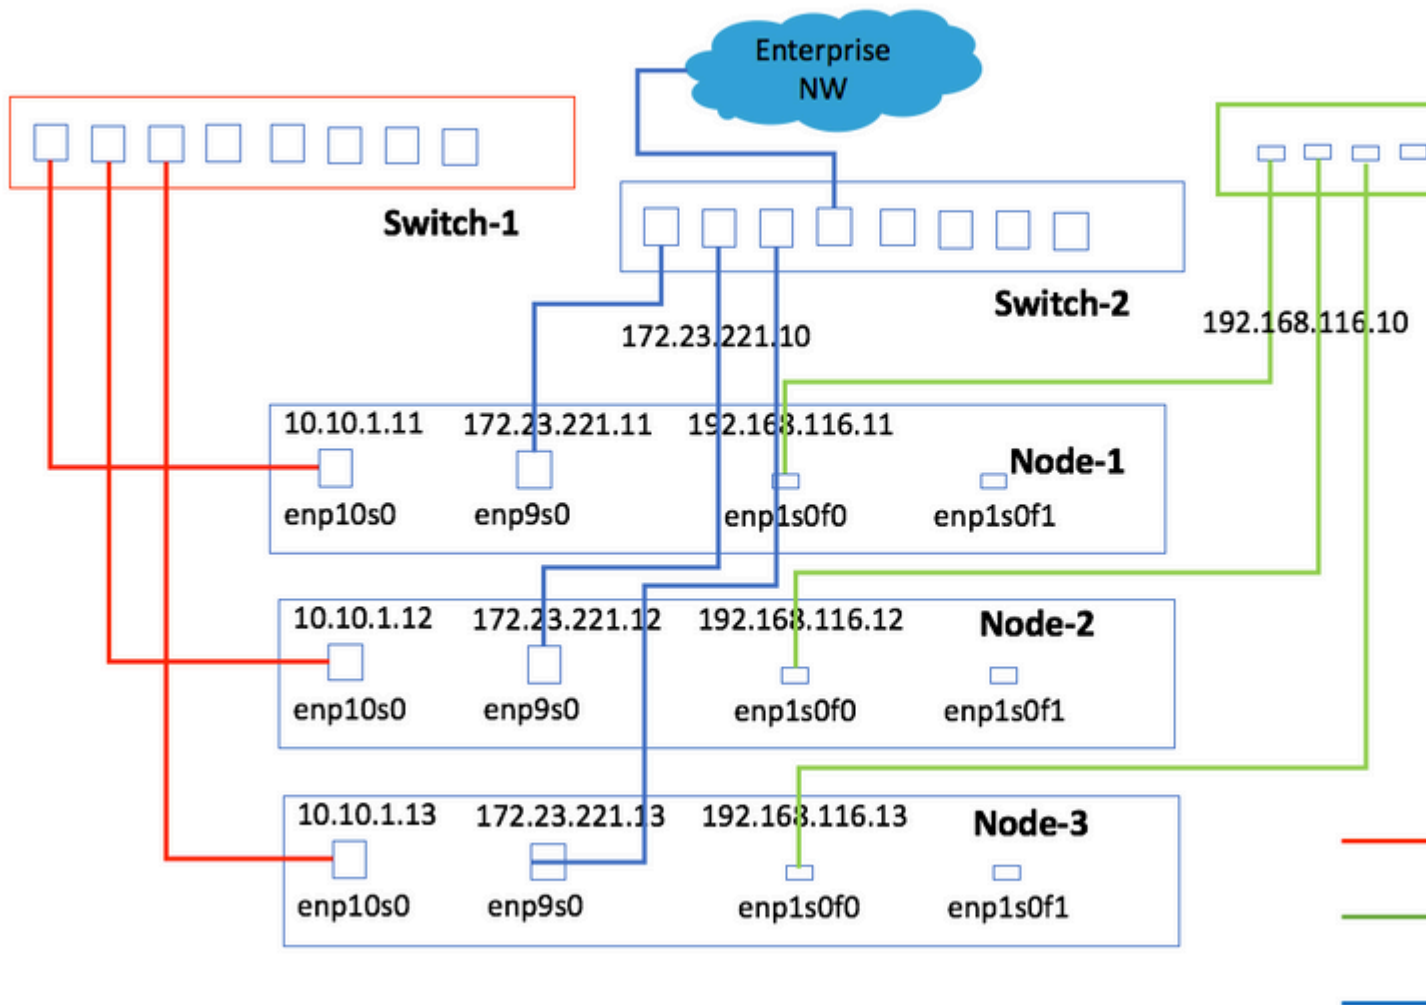 Enterprise
NW
Switch-1
Switch-2
172.23.221.10
192.168.116.10
10.10.1.11 172.23.221.11 192.168.116.11
Node-1
enp10s0 enp9s0 enp1s0f0 enp1s0f1
10.10.1.12 172.23.221.12 192.168.116.12 Node-2
enp10s0 enp9s0 enp1s0f0 enp1s0f1
10.10.1.13 172.23.221.13 192.168.116.13 Node-3
enp10s0 enp9s0 enp1s0f0 enp1s0f1